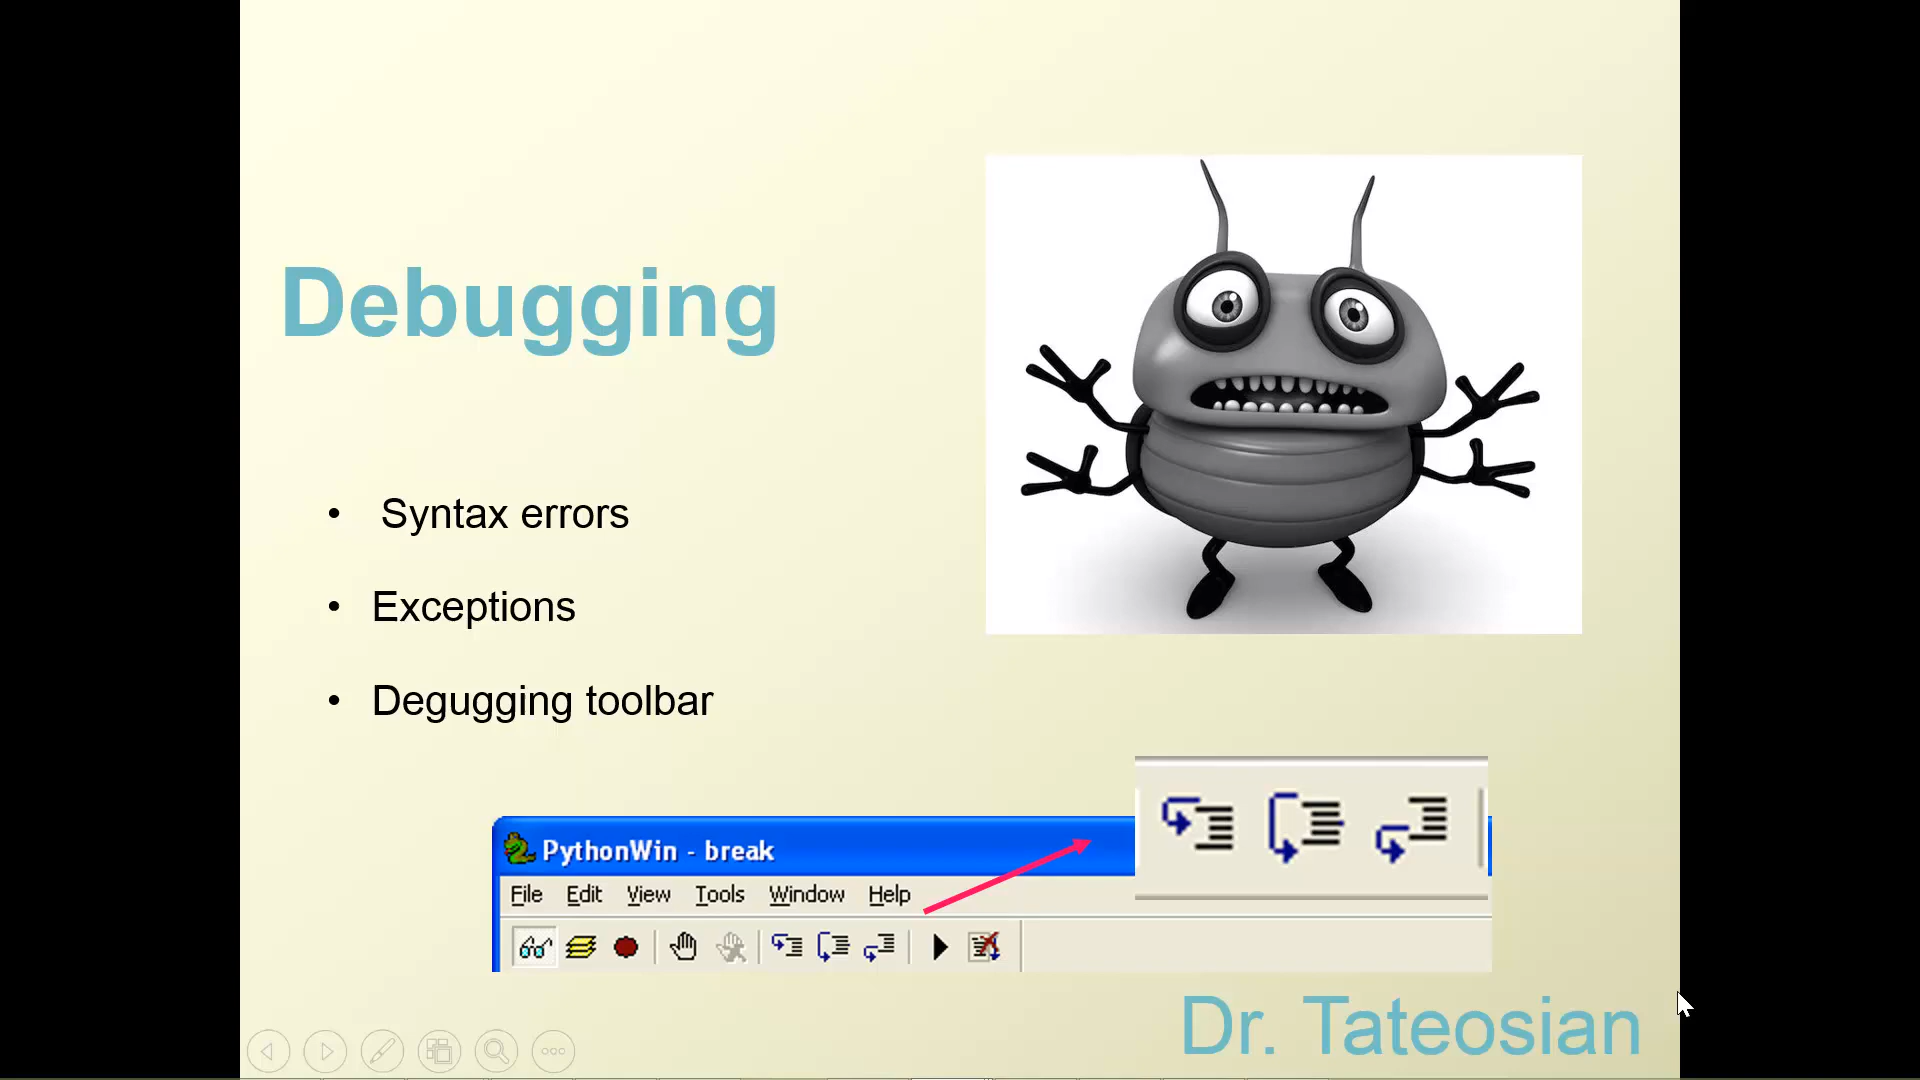 Debugging
• Syntax errors
• Exceptions
• Degugging toolbar
PythonWin - break
File Edit View Tools Window Help
Dr. Tateosian